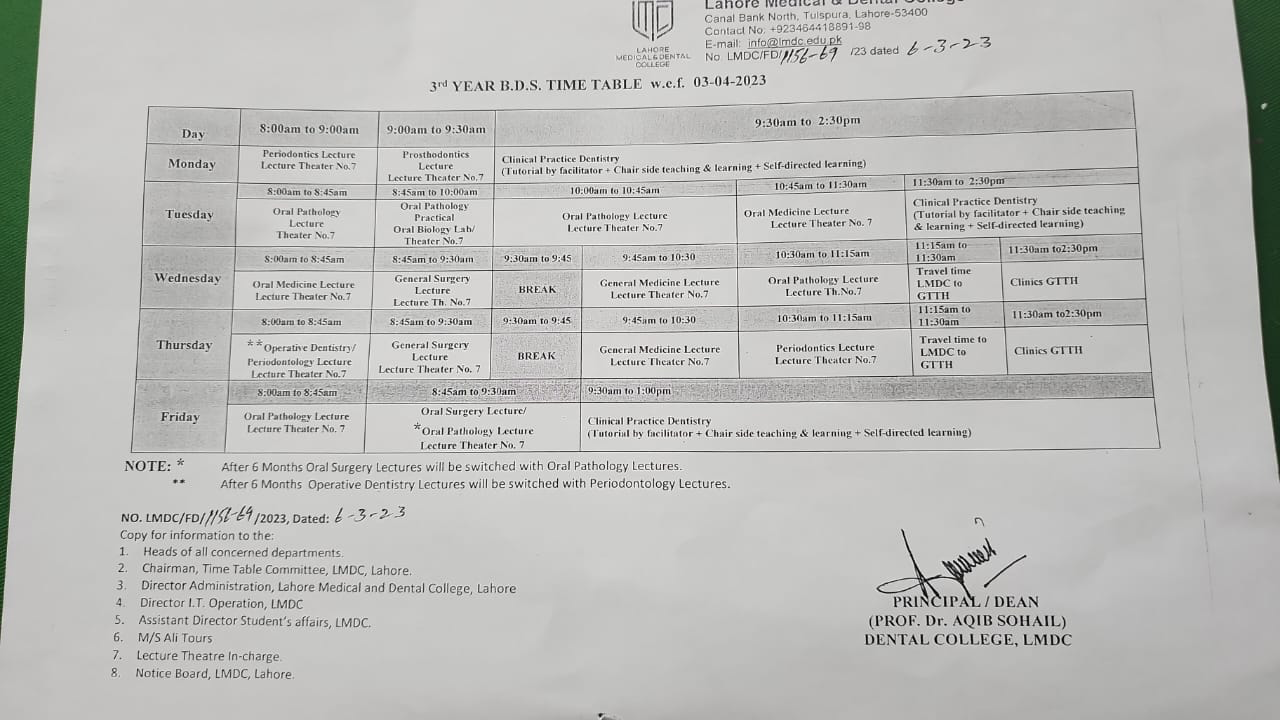 Lahore Medical & Dental College
Canal Bank North, Tulspura, Lahore-53400
Contact No: +923464418891-98
E-mail: info@lmdc.edu.pk
No. LMDC/FD/1156-69 /23 dated 6-3-23
LAHORE
MEDICAL & DENTAL
COLLEGE
3rd YEAR B.D.S. TIME TABLE w.e.f. 03-04-2023
Day
8:00am to 9:00am
9:00am to 9:30am
9:30am to 2:30pm
Monday
Periodontics Lecture
Lecture Theater No.7
Prosthodontics
Lecture
Lecture Theater No.7
Clinical Practice Dentistry
(Tutorial by facilitator + Chair side teaching & learning + Self-directed learning)
Tuesday
8:00am to 8:45am
8:45am to 10:00am
10:00am to 10:45am
10:45am to 11:30am
11:30am to 2:30pm
Oral Pathology
Lecture
Theater No.7
Oral Pathology
Practical
Oral Biology Lab/
Theater No.7
Oral Pathology Lecture
Lecture Theater No.7
Oral Medicine Lecture
Lecture Theater No. 7
Clinical Practice Dentistry
(Tutorial by facilitator + Chair side teaching
& learning + Self-directed learning)
Wednesday
8:00am to 8:45am
8:45am to 9:30am
9:30am to 9:45
9:45am to 10:30
10:30am to 11:15am
11:15am to
11:30am
11:30am to2:30pm
Oral Medicine Lecture
Lecture Theater No.7
General Surgery
Lecture
Lecture Th. No.7
BREAK
General Medicine Lecture
Lecture Theater No.7
Oral Pathology Lecture
Lecture Th.No.7
Travel time
LMDC to
GTTH
Clinics GTTH
Thursday
8:00am to 8:45am
8:45am to 9:30am
9:30am to 9:45
9:45am to 10:30
10:30am to 11:15am
11:15am to
11:30am
11:30am to2:30pm
**Operative Dentistry/
Periodontology Lecture
Lecture Theater No.7
General Surgery
Lecture
Lecture Theater No. 7
BREAK
General Medicine Lecture
Lecture Theater No.7
Periodontics Lecture
Lecture Theater No.7
Travel time to
LMDC to
GTTH
Clinics GTTH
Friday
8:00am to 8:45am
8:45am to 9:30am
9:30am to 1:00pm
Oral Pathology Lecture
Lecture Theater No. 7
Oral Surgery Lecture/
*Oral Pathology Lecture
Lecture Theater No. 7
Clinical Practice Dentistry
(Tutorial by facilitator + Chair side teaching & learning + Self-directed learning)
NOTE: * After 6 Months Oral Surgery Lectures will be switched with Oral Pathology Lectures.
** After 6 Months Operative Dentistry Lectures will be switched with Periodontology Lectures.
NO. LMDC/FD/1156-69/2023, Dated: 6-3-23
Copy for information to the:
1. Heads of all concerned departments.
2. Chairman, Time Table Committee, LMDC, Lahore.
3. Director Administration, Lahore Medical and Dental College, Lahore
4. Director I.T. Operation, LMDC
5. Assistant Director Student's affairs, LMDC.
6. M/S Ali Tours
7. Lecture Theatre In-charge.
8. Notice Board, LMDC, Lahore.
PRINCIPAL / DEAN
(PROF. Dr. AQIB SOHAIL)
DENTAL COLLEGE, LMDC